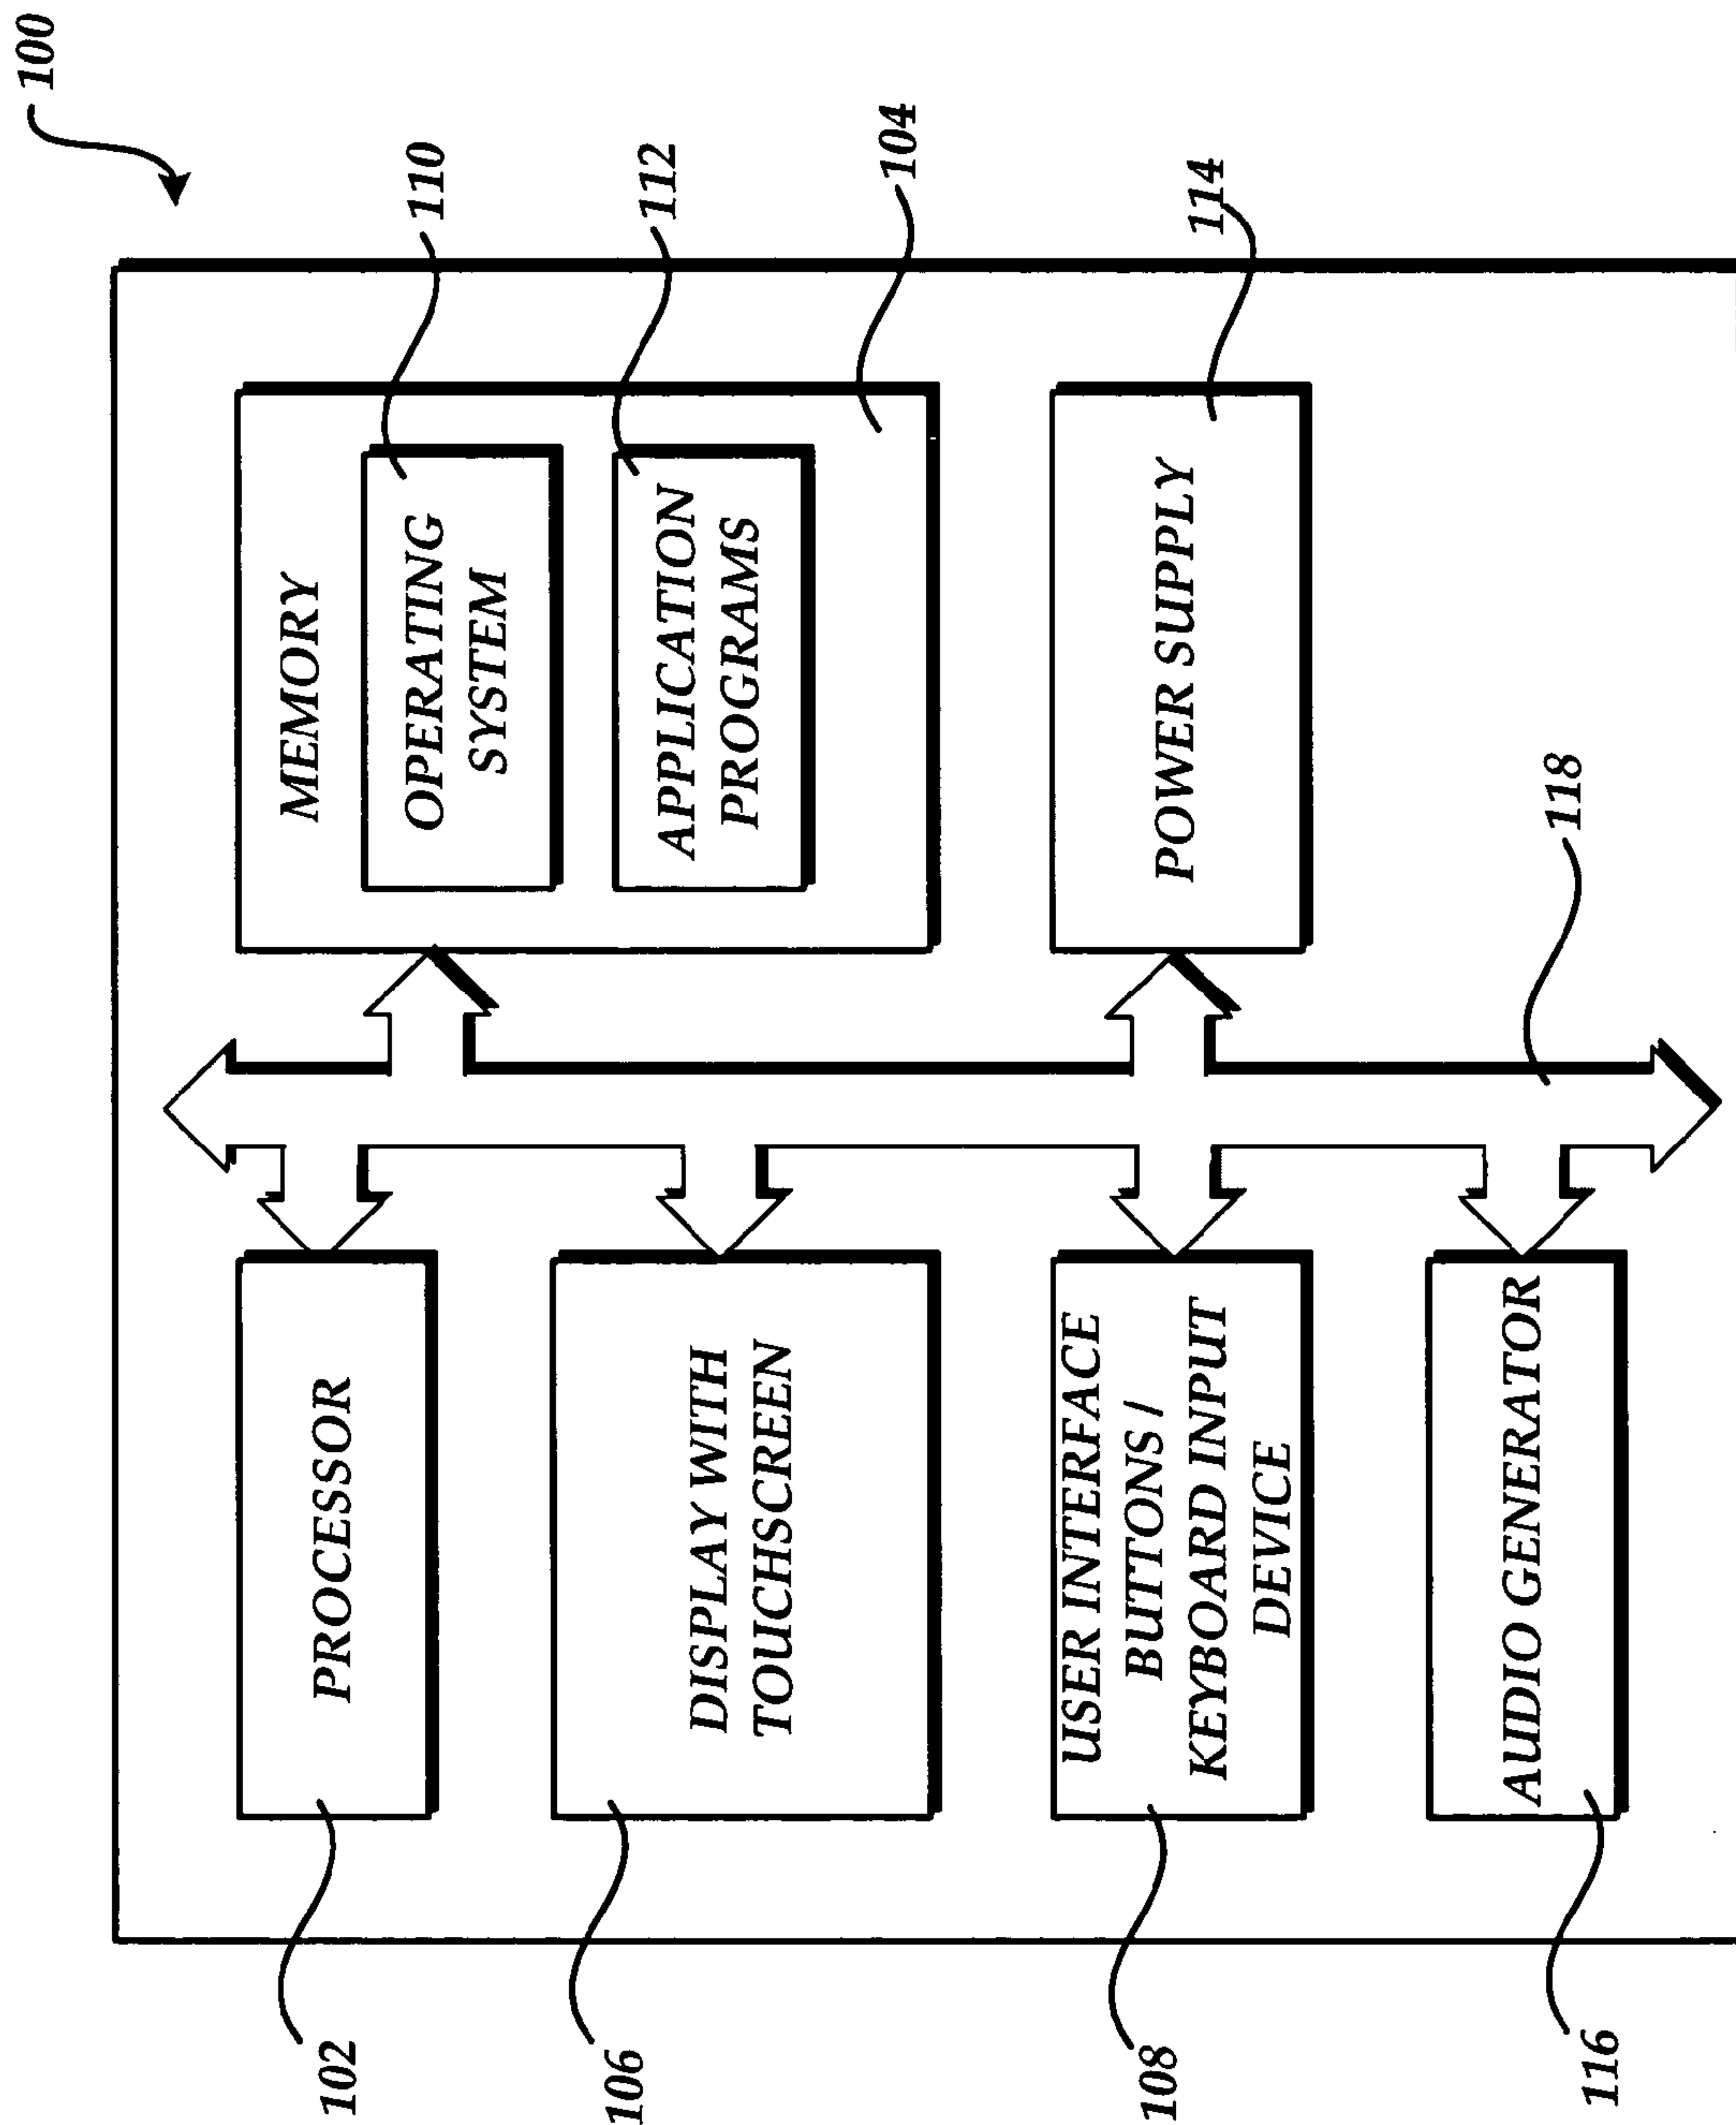 100
MEMORY
110
OPERATING
SYSTEM
112
APPLICATION
PROGRAMS
104
POWER SUPPLY
114
118
102
PROCESSOR
106
DISPLAY WITH
TOUCHSCREEN
108
USER INTERFACE
BUTTONS /
KEYBOARD INPUT
DEVICE
116
AUDIO GENERATOR